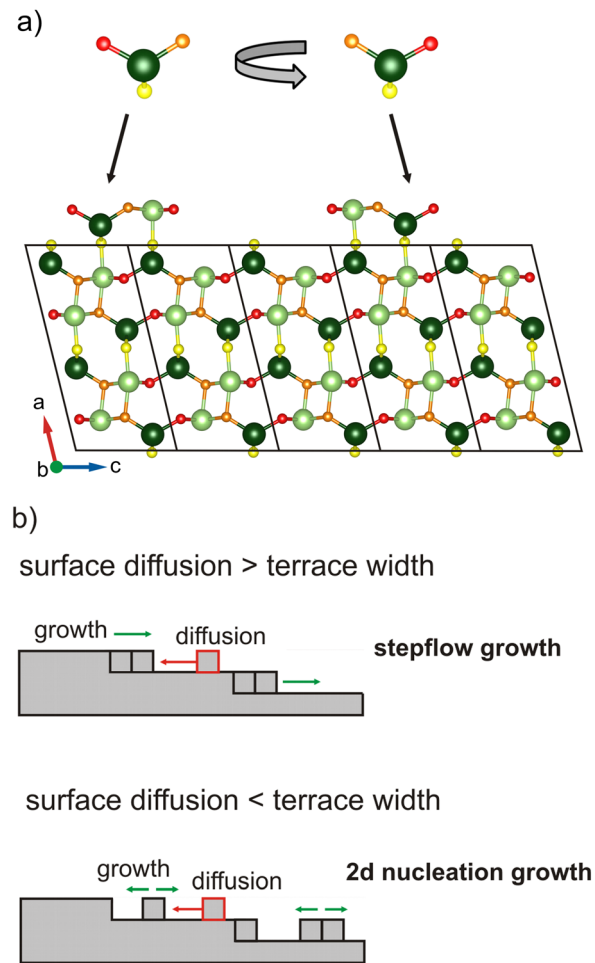 a)
a
b
c
b)
surface diffusion > terrace width
growth
diffusion
stepflow growth
surface diffusion < terrace width
growth
diffusion
2d nucleation growth